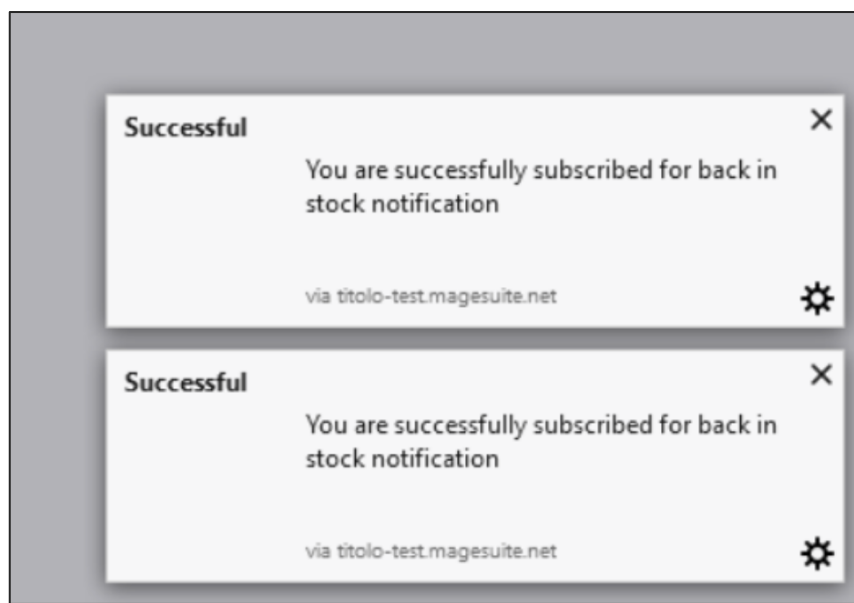 Successful
You are successfully subscribed for back in
stock notification
via titolo-test.magesuite.net
Successful
You are successfully subscribed for back in
stock notification
via titolo-test.magesuite.net